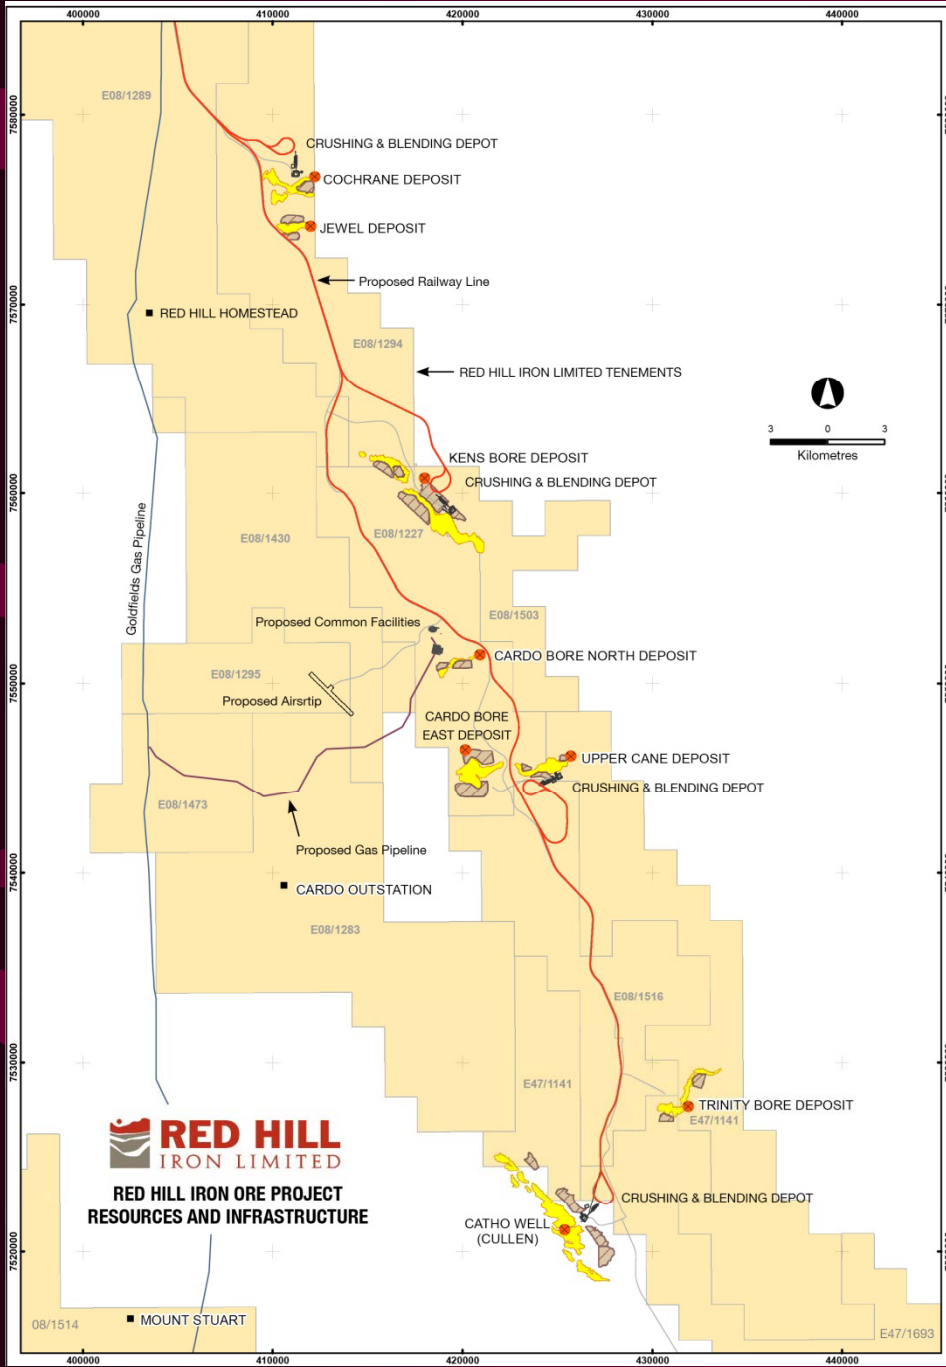 400000
410000
420000
430000
440000
7580000
7570000
7560000
7550000
7540000
7530000
7520000
E08/1289
CRUSHING & BLENDING DEPOT
COCHRANE DEPOSIT
JEWEL DEPOSIT
Proposed Railway Line
RED HILL HOMESTEAD
E08/1294
RED HILL IRON LIMITED TENEMENTS
3 0 3
Kilometres
KENS BORE DEPOSIT
CRUSHING & BLENDING DEPOT
Goldfields Gas Pipeline
E08/1430
E08/1227
E08/1503
Proposed Common Facilities
CARDO BORE NORTH DEPOSIT
E08/1295
Proposed Airsrtip
CARDO BORE
EAST DEPOSIT
UPPER CANE DEPOSIT
CRUSHING & BLENDING DEPOT
E08/1473
Proposed Gas Pipeline
CARDO OUTSTATION
E08/1283
E08/1516
E47/1141
TRINITY BORE DEPOSIT
E47/1141
RED HILL
IRON LIMITED
RED HILL IRON ORE PROJECT
RESOURCES AND INFRASTRUCTURE
CRUSHING & BLENDING DEPOT
CATHO WELL
(CULLEN)
MOUNT STUART
08/1514
E47/1693
400000
410000
420000
430000
440000